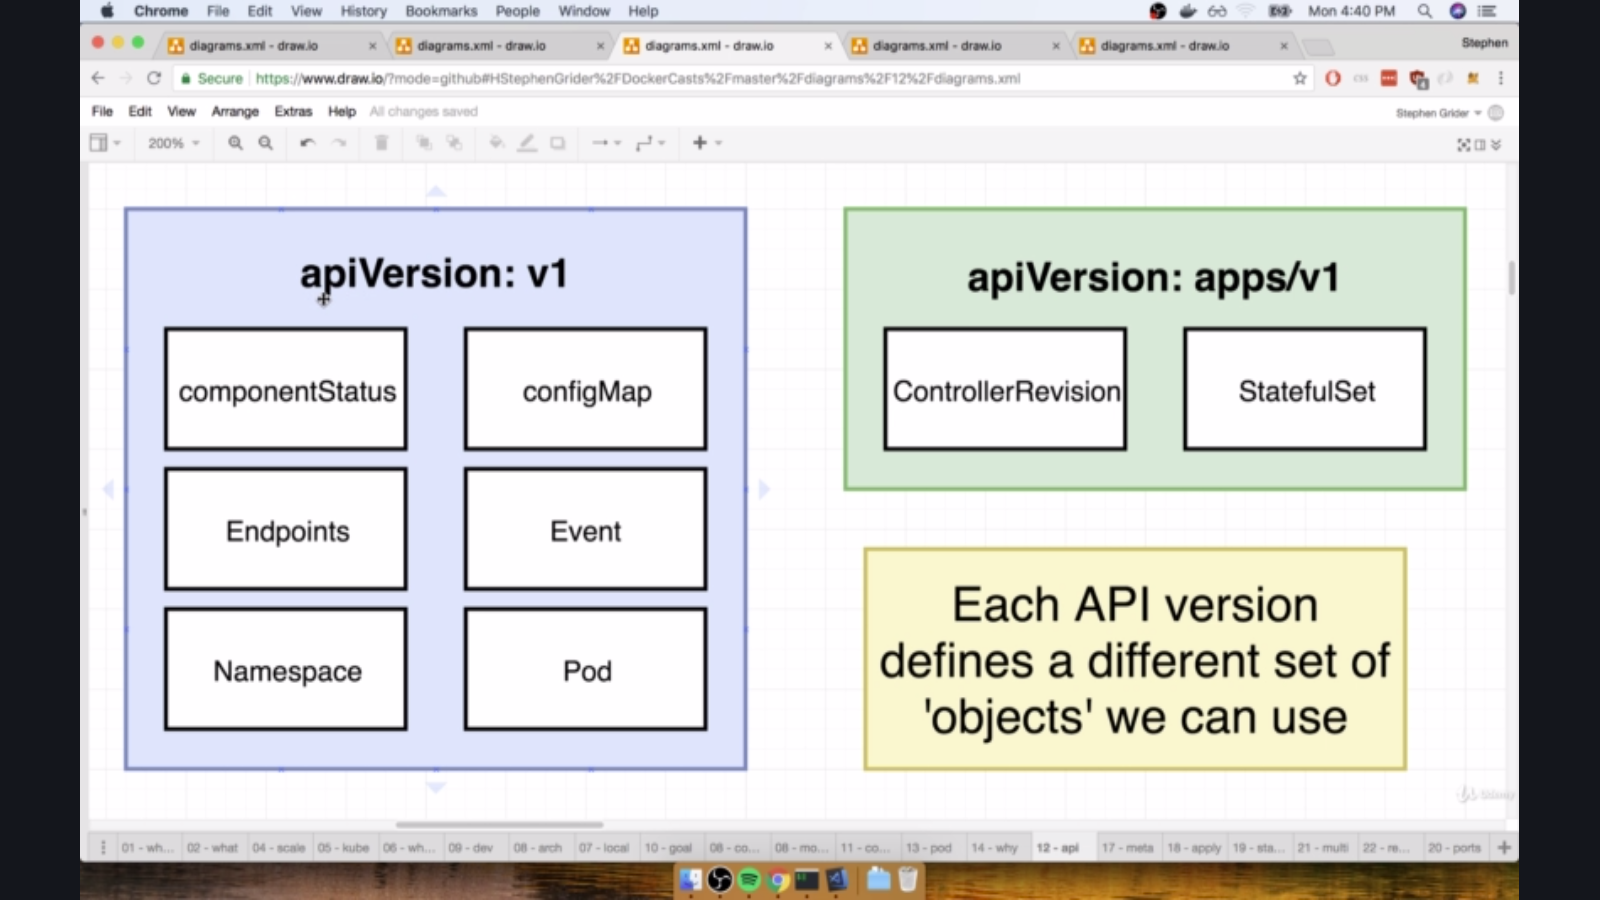 Chrome File Edit View History Bookmarks People Window Help Mon 4:40 PM
diagrams.xml - draw.io diagrams.xml - draw.io diagrams.xml - draw.io diagrams.xml - draw.io diagrams.xml - draw.io Stephen
Secure https://www.draw.io/?mode=github#HStephenGrider%2FDockerCasts%2Fmaster%2Fdiagrams%2F12%2Fdiagrams.xml
File Edit View Arrange Extras Help All changes saved Stephen Grider
200%
apiVersion: v1
componentStatus
configMap
Endpoints
Event
Namespace
Pod
apiVersion: apps/v1
ControllerRevision
StatefulSet
Each API version
defines a different set of
'objects' we can use
Udemy
01 - wh... 02 - what 04 - scale 05 - kube 06 - wh... 09 - dev 08 - arch 07 - local 10 - goal 08 - co... 08 - mo... 11 - co... 13 - pod 14 - why 12 - api 17 - meta 18 - apply 19 - sta... 21 - multi 22 - re... 20 - ports